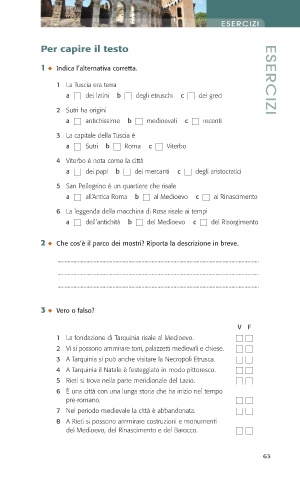 ESERCIZI
ESERCIZI
Per capire il testo
1 ◆ Indica l'alternativa corretta.
1 La Tuscia era terra
a □ dei latini b □ degli etruschi c □ dei greci
2 Sutri ha origini
a □ antichissime b □ medioevali c □ recenti
3 La capitale della Tuscia è
a □ Sutri b □ Roma c □ Viterbo
4 Viterbo è nota come la città
a □ dei papi b □ dei mercanti c □ degli aristocratici
5 San Pellegrino è un quartiere che risale
a □ all'Antica Roma b □ al Medioevo c □ al Rinascimento
6 La leggenda della macchina di Rosa risale ai tempi
a □ dell'antichità b □ del Medioevo c □ del Risorgimento
2 ◆ Che cos'è il parco dei mostri? Riporta la descrizione in breve.
3 ◆ Vero o falso?
V F
1 La fondazione di Tarquinia risale al Medioevo. □ □
2 Vi si possono ammirare torri, palazzetti medievali e chiese. □ □
3 A Tarquinia si può anche visitare la Necropoli Etrusca. □ □
4 A Tarquinia il Natale è festeggiato in modo pittoresco. □ □
5 Rieti si trova nella parte meridionale del Lazio. □ □
6 È una città con una lunga storia che ha inizio nel tempo
pre-romano. □ □
7 Nel periodo medievale la città è abbandonata. □ □
8 A Rieti si possono ammirare costruzioni e monumenti
del Medioevo, del Rinascimento e del Barocco. □ □
63